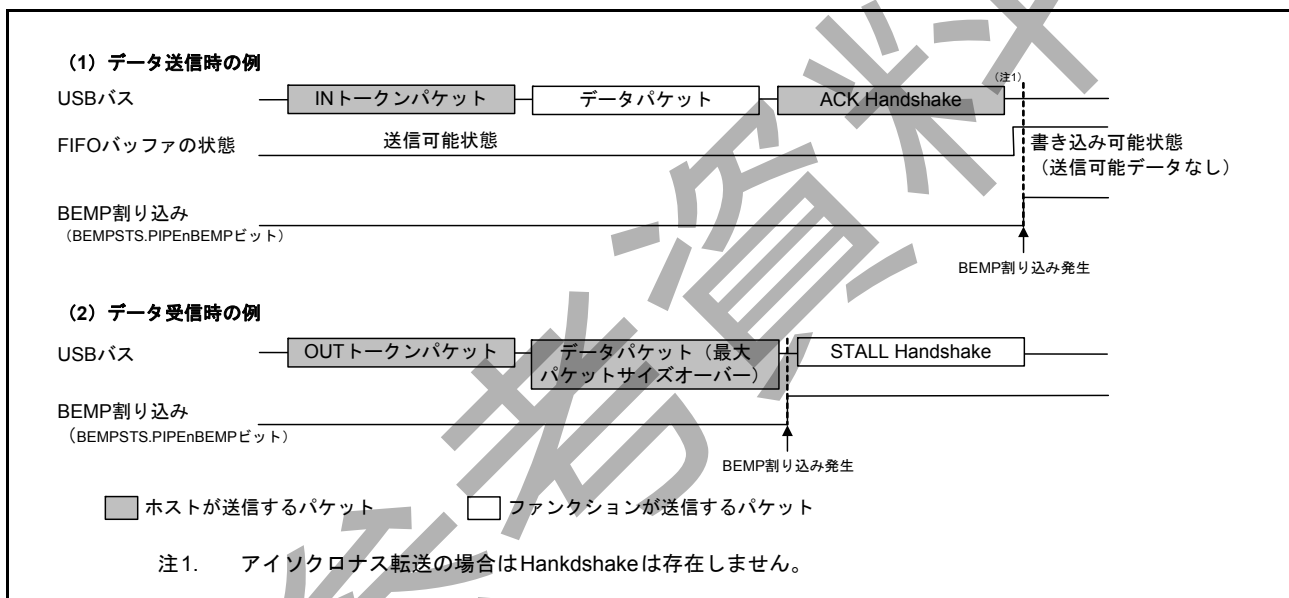 （1）データ送信時の例
USBバス
INトークンパケット
データパケット
ACK Handshake
（注1）
FIFOバッファの状態
送信可能状態
書き込み可能状態
（送信可能データなし）
BEMP割り込み
（BEMPSTS.PIPEnBEMPビット）
BEMP割り込み発生
（2）データ受信時の例
USBバス
OUTトークンパケット
データパケット（最大
パケットサイズオーバー）
STALL Handshake
BEMP割り込み
（BEMPSTS.PIPEnBEMPビット）
BEMP割り込み発生
ホストが送信するパケット
ファンクションが送信するパケット
注1. アイソクロナス転送の場合はHankdshakeは存在しません。
参考資料